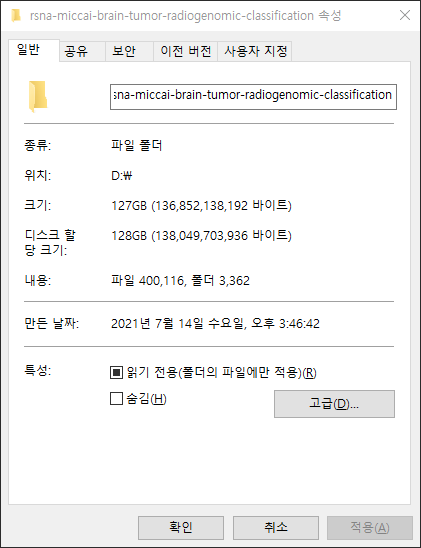 rsna-miccai-brain-tumor-radiogenomic-classification 속성
일반 공유 보안 이전 버전 사용자 지정
sna-miccai-brain-tumor-radiogenomic-classification
종류: 파일 폴더
위치: D:₩
크기: 127GB (136,852,138,192 바이트)
디스크 할
당 크기: 128GB (138,049,703,936 바이트)
내용: 파일 400,116, 폴더 3,362
만든 날짜: 2021년 7월 14일 수요일, 오후 3:46:42
특성: 읽기 전용(폴더의 파일에만 적용)(R)
숨김(H)
고급(D)...
확인 취소 적용(A)